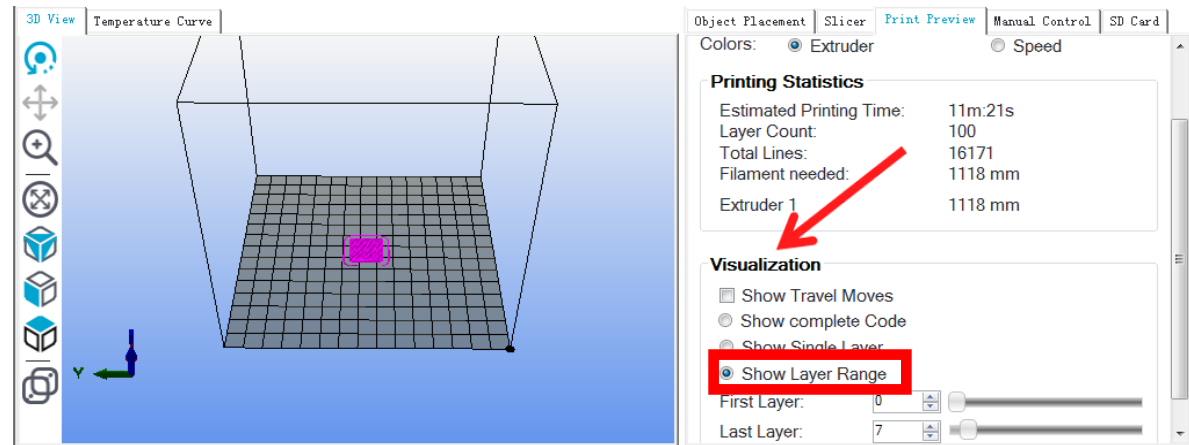 3D View Temperature Curve
Y
Object Placement Slicer Print Preview Manual Control SD Card
Colors: Extruder Speed
Printing Statistics
Estimated Printing Time: 11m:21s
Layer Count: 100
Total Lines: 16171
Filament needed: 1118 mm
Extruder 1 1118 mm
Visualization
Show Travel Moves
Show complete Code
Show Single Layer
Show Layer Range
First Layer: 0
Last Layer: 7